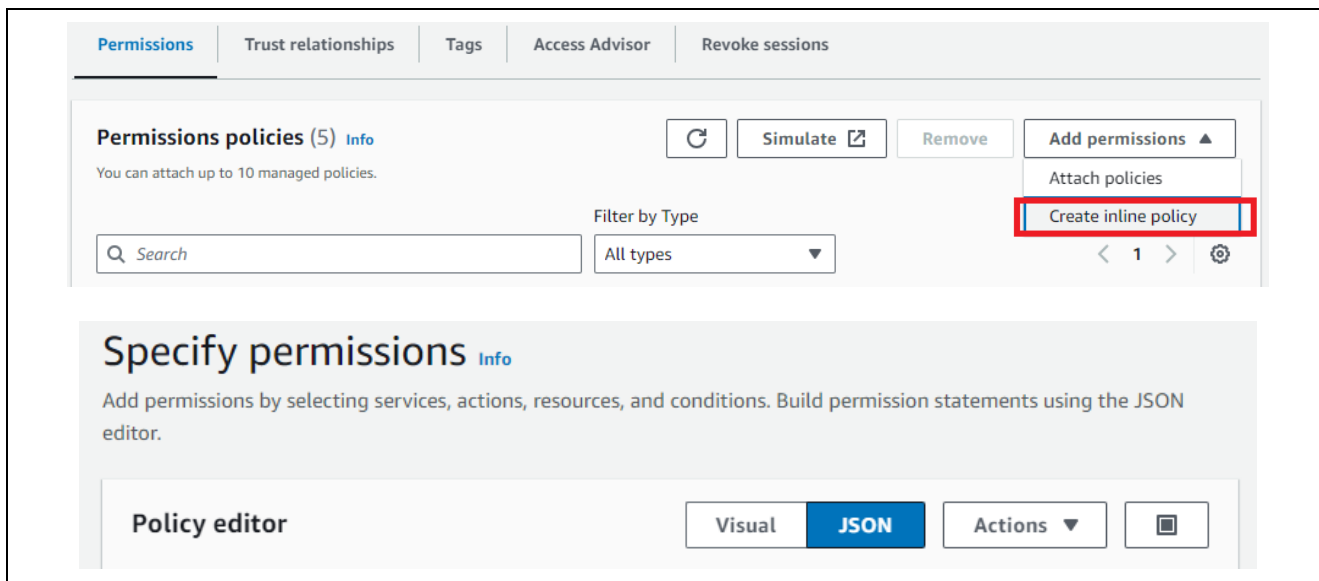 Permissions Trust relationships Tags Access Advisor Revoke sessions
Permissions policies (5) Info Simulate Remove Add permissions
You can attach up to 10 managed policies.
Attach policies
Filter by Type Create inline policy
Search All types 1
Specify permissions Info
Add permissions by selecting services, actions, resources, and conditions. Build permission statements using the JSON
editor.
Policy editor Visual JSON Actions